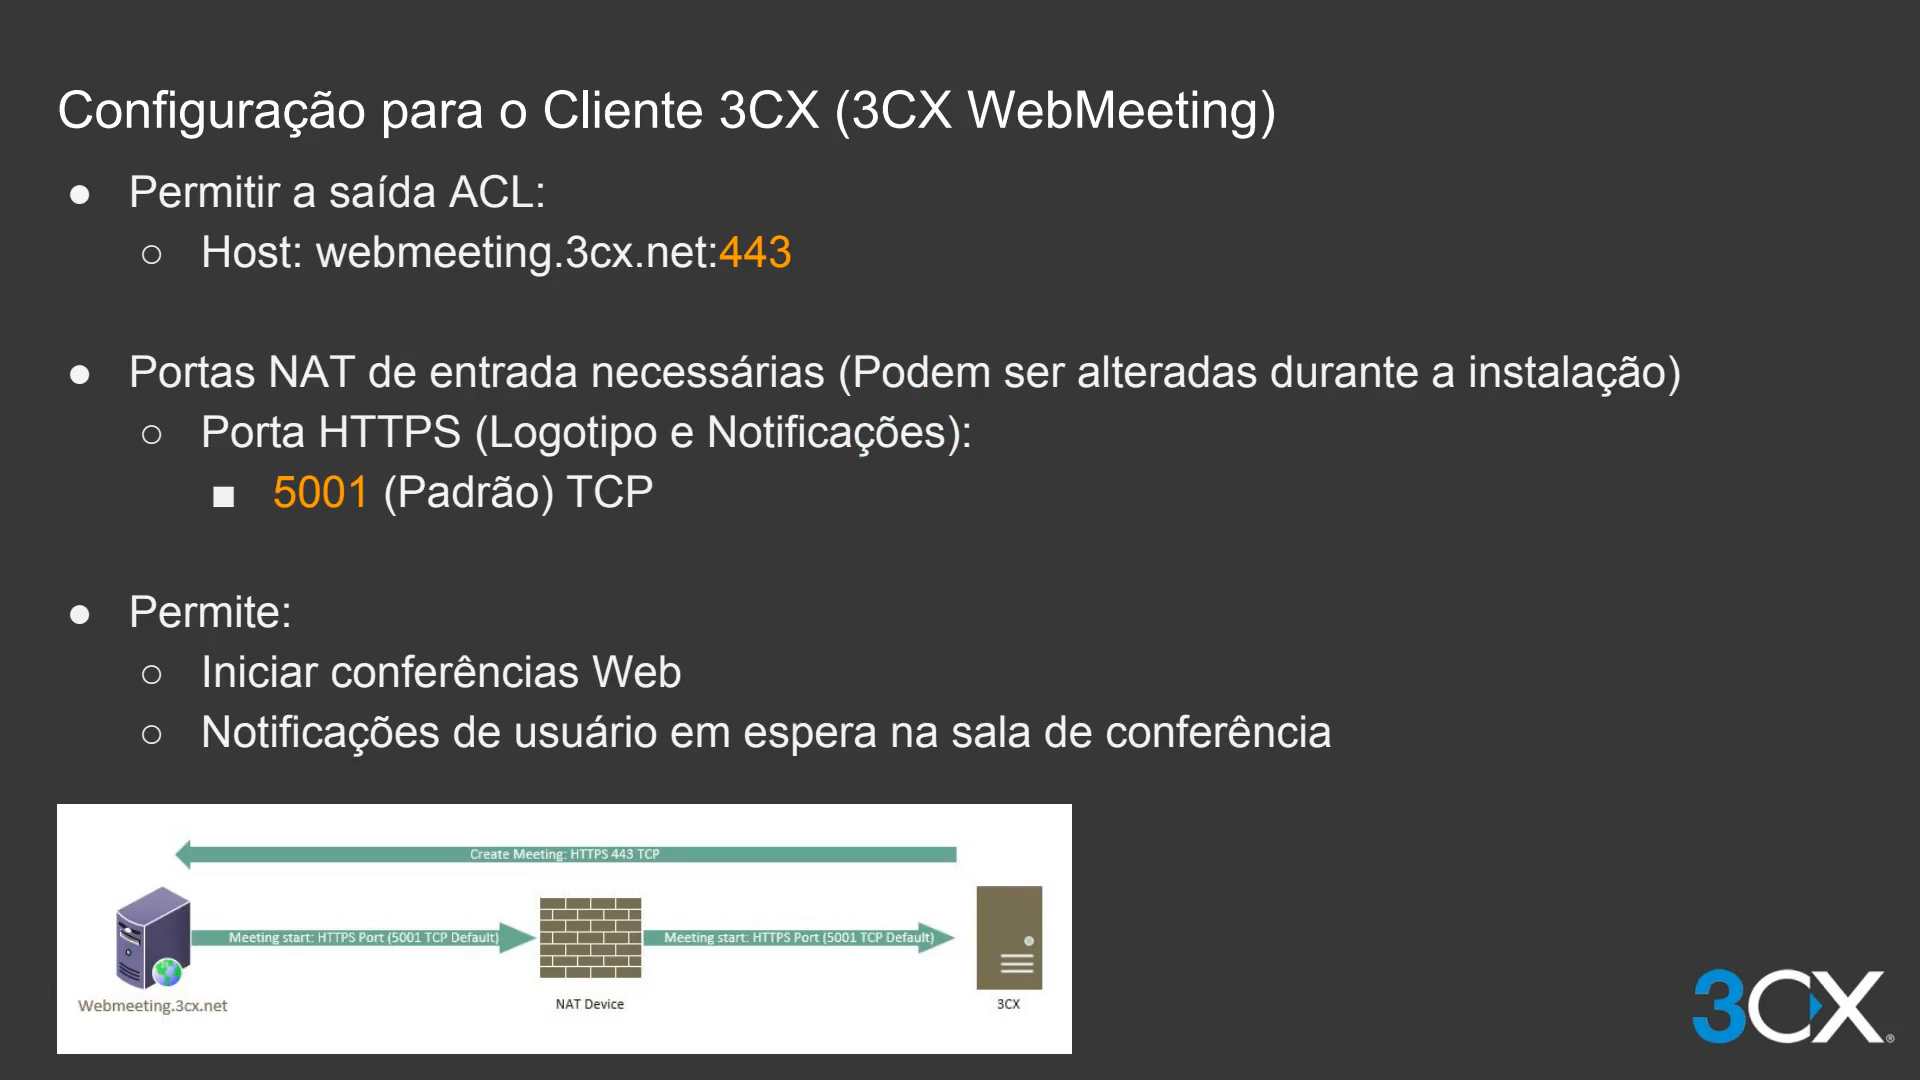 Configuração para o Cliente 3CX (3CX WebMeeting)
● Permitir a saída ACL:
○ Host: webmeeting.3cx.net:443
● Portas NAT de entrada necessárias (Podem ser alteradas durante a instalação)
○ Porta HTTPS (Logotipo e Notificações):
■ 5001 (Padrão) TCP
● Permite:
○ Iniciar conferências Web
○ Notificações de usuário em espera na sala de conferência
Create Meeting: HTTPS 443 TCP
Meeting start: HTTPS Port (5001 TCP Default)
Meeting start: HTTPS Port (5001 TCP Default)
Webmeeting.3cx.net
NAT Device
3CX
3CX®